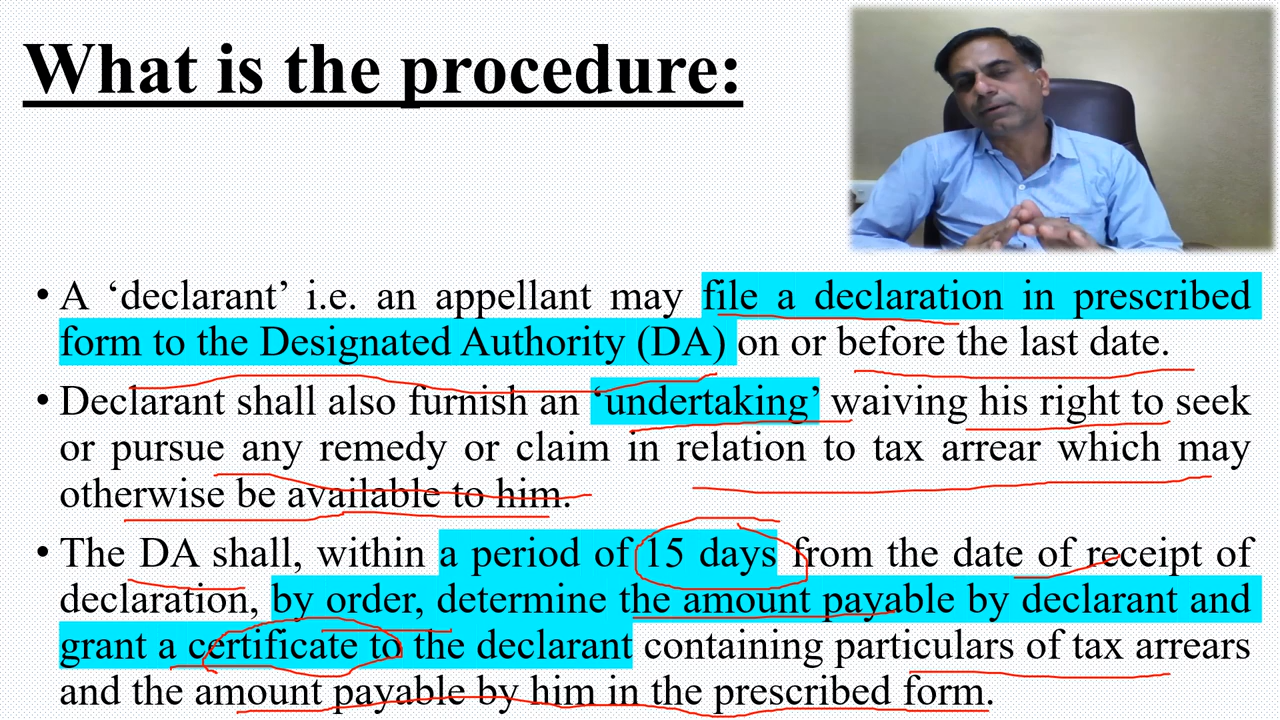 What is the procedure:
• A ‘declarant’ i.e. an appellant may file a declaration in prescribed
form to the Designated Authority (DA) on or before the last date.
• Declarant shall also furnish an ‘undertaking’ waiving his right to seek
or pursue any remedy or claim in relation to tax arrear which may
otherwise be available to him.
• The DA shall, within a period of 15 days from the date of receipt of
declaration, by order, determine the amount payable by declarant and
grant a certificate to the declarant containing particulars of tax arrears
and the amount payable by him in the prescribed form.